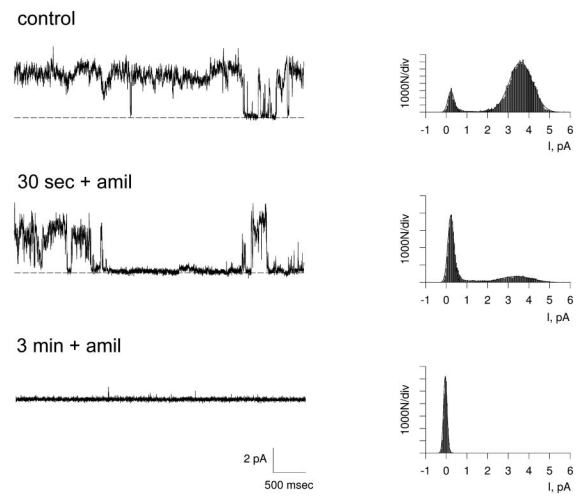 control
1000N/div
-1 0 1 2 3 4 5 6
I, pA
30 sec + amil
1000N/div
-1 0 1 2 3 4 5 6
I, pA
3 min + amil
1000N/div
-1 0 1 2 3 4 5 6
I, pA
2 pA
500 msec